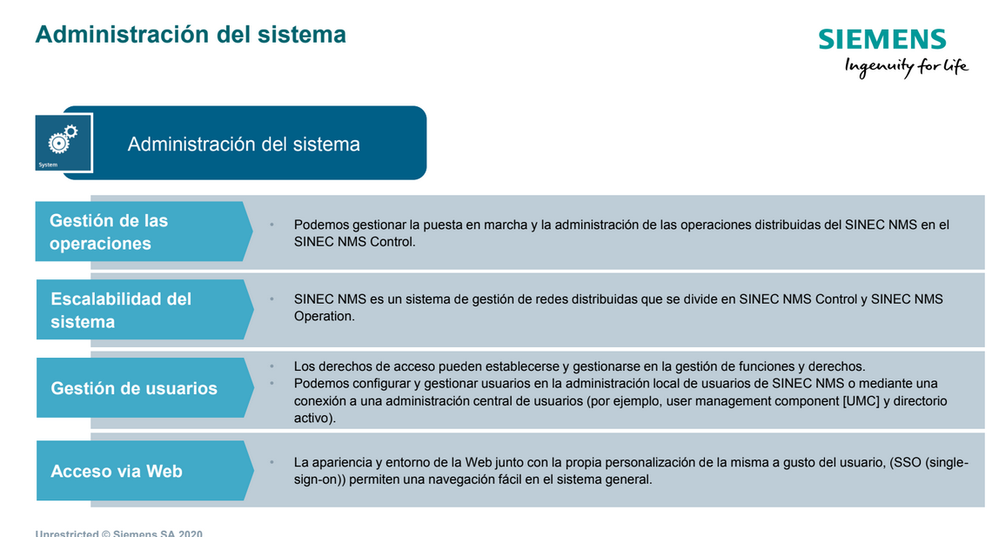 Administración del sistema
SIEMENS
Ingenuity for life
Administración del sistema
System
Gestión de las
operaciones
• Podemos gestionar la puesta en marcha y la administración de las operaciones distribuidas del SINEC NMS en el
SINEC NMS Control.
Escalabilidad del
sistema
• SINEC NMS es un sistema de gestión de redes distribuidas que se divide en SINEC NMS Control y SINEC NMS
Operation.
Gestión de usuarios
• Los derechos de acceso pueden establecerse y gestionarse en la gestión de funciones y derechos.
• Podemos configurar y gestionar usuarios en la administración local de usuarios de SINEC NMS o mediante una
conexión a una administración central de usuarios (por ejemplo, user management component [UMC] y directorio
activo).
Acceso via Web
• La apariencia y entorno de la Web junto con la propia personalización de la misma a gusto del usuario, (SSO (single-
sign-on)) permiten una navegación fácil en el sistema general.
Unrestricted © Siemens SA 2020